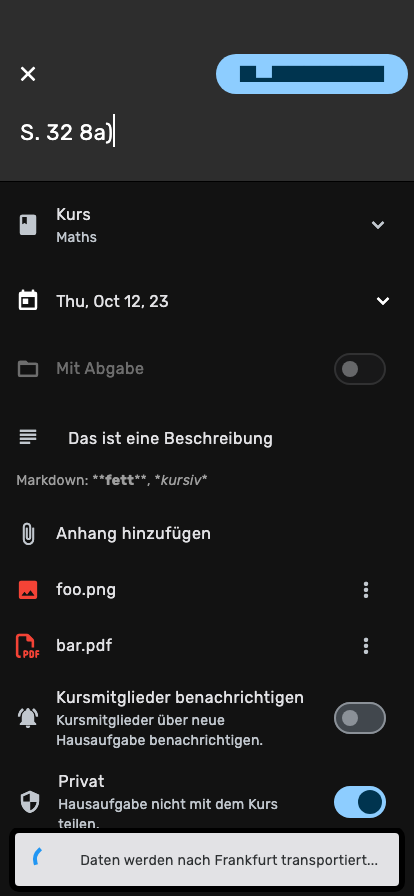 S. 32 8a)
Kurs
Maths
Thu, Oct 12, 23
Mit Abgabe
Das ist eine Beschreibung
Markdown: **fett**, *kursiv*
Anhang hinzufügen
foo.png
PDF
bar.pdf
Kursmitglieder benachrichtigen
Kursmitglieder über neue
Hausaufgabe benachrichtigen.
Privat
Hausaufgabe nicht mit dem Kurs
teilen.
Daten werden nach Frankfurt transportiert...